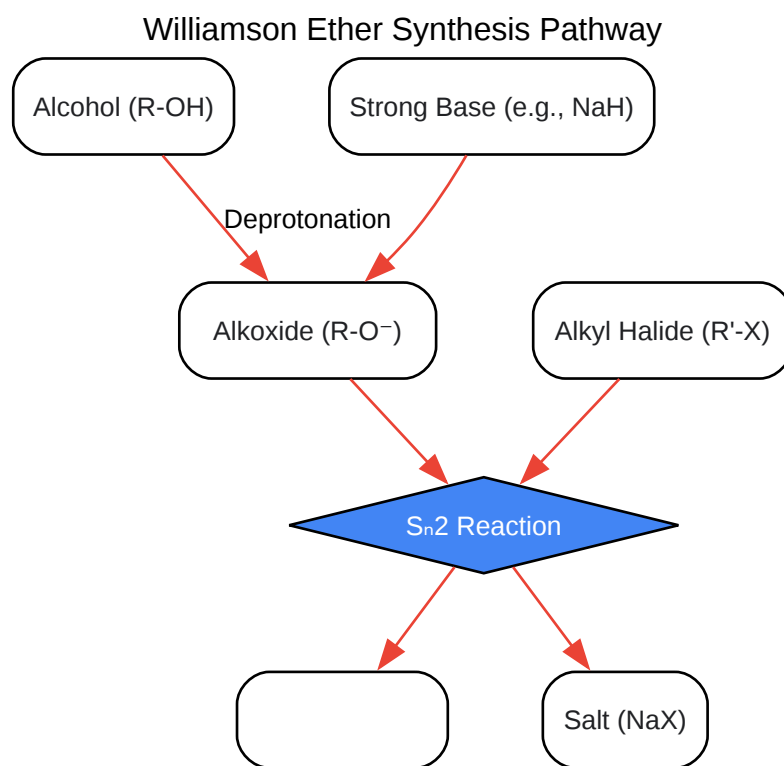 Williamson Ether Synthesis Pathway
Alcohol (R-OH)
Strong Base (e.g., NaH)
Deprotonation
Alkoxide (R-O⁻)
Alkyl Halide (R'-X)
Sₙ2 Reaction
Salt (NaX)